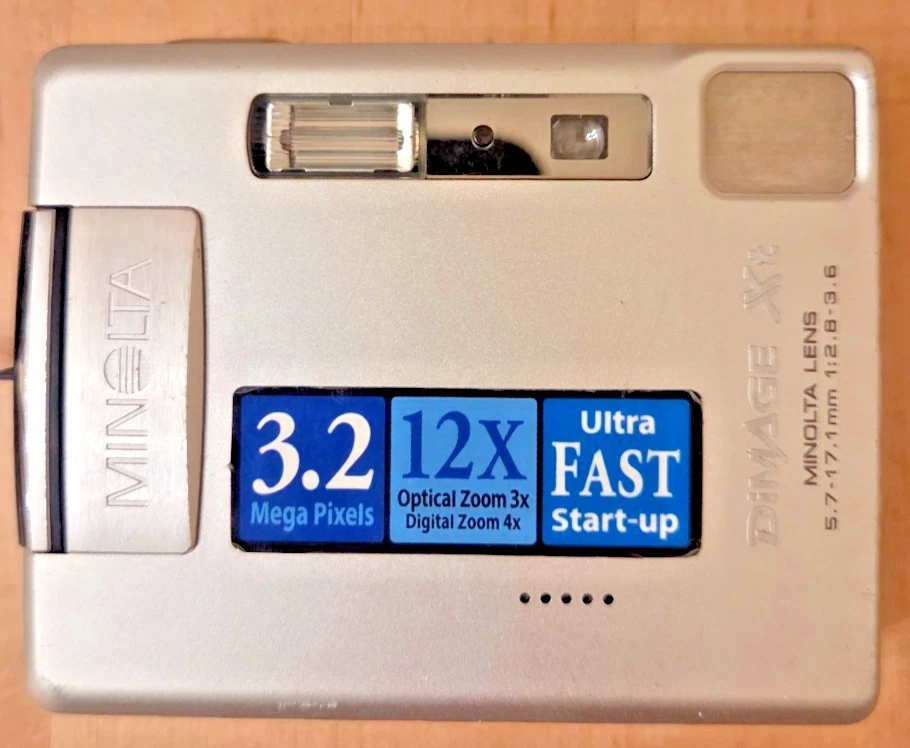 MINOLTA
3.2
Mega Pixels
12X
Optical Zoom 3x
Digital Zoom 4x
Ultra
FAST
Start-up
DiMAGE Xt
MINOLTA LENS
5.7-17.1mm 1:2.8-3.6